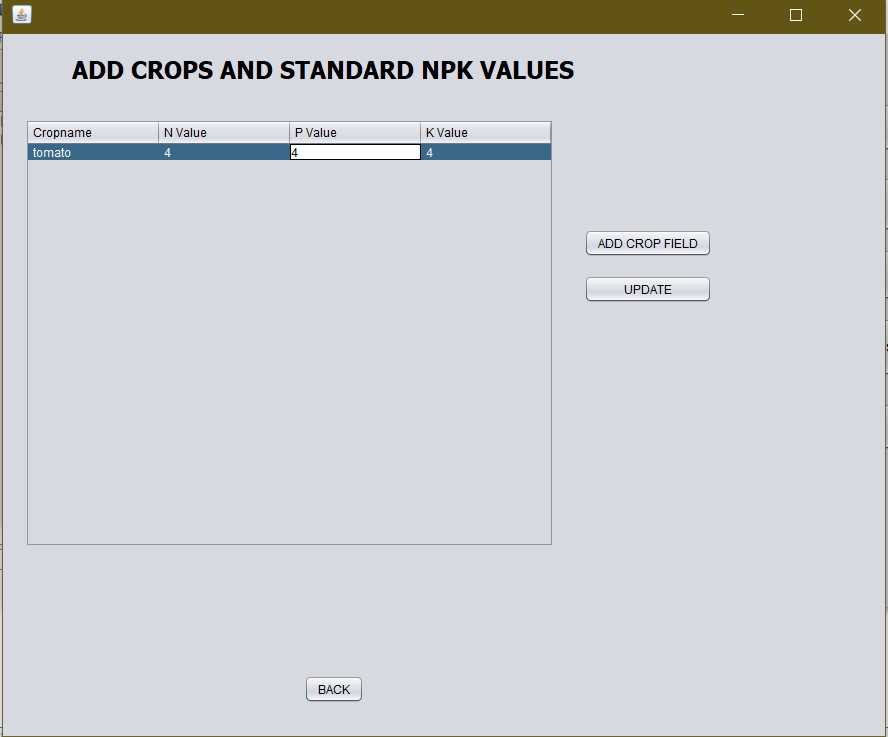 ADD CROPS AND STANDARD NPK VALUES
Cropname N Value P Value K Value
tomato 4 4 4
ADD CROP FIELD
UPDATE
BACK